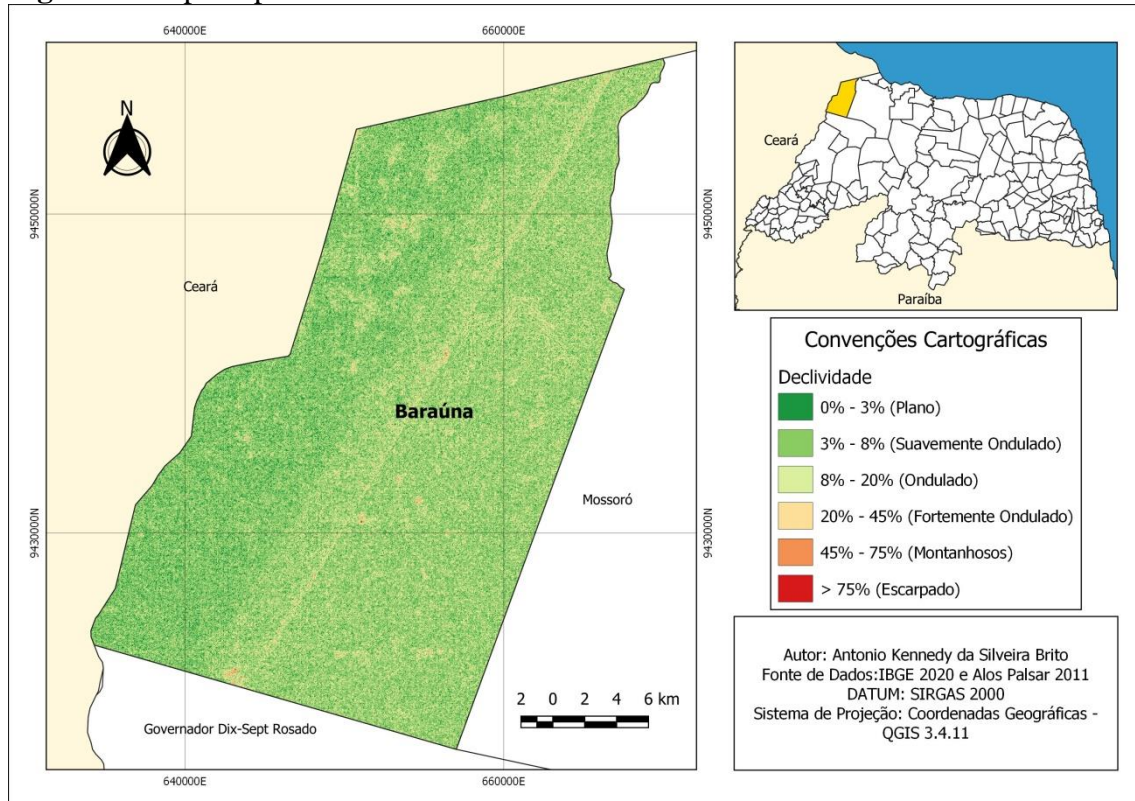 640000E
660000E
N
9450000N
9450000N
Ceará
Baraúna
Mossoró
9430000N
9430000N
2 0 2 4 6 km
Governador Dix-Sept Rosado
640000E
660000E
Ceará
Paraíba
Convenções Cartográficas
Declividade
0% - 3% (Plano)
3% - 8% (Suavemente Ondulado)
8% - 20% (Ondulado)
20% - 45% (Fortemente Ondulado)
45% - 75% (Montanhosos)
> 75% (Escarpado)
Autor: Antonio Kennedy da Silveira Brito
Fonte de Dados:IBGE 2020 e Alos Palsar 2011
DATUM: SIRGAS 2000
Sistema de Projeção: Coordenadas Geográficas -
QGIS 3.4.11